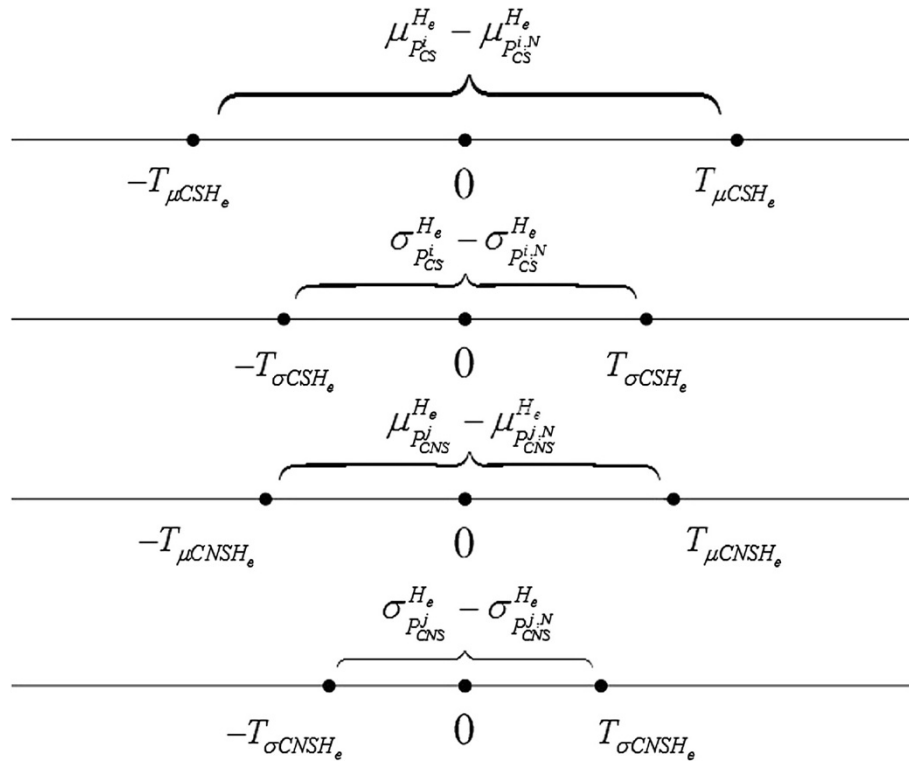 μ^{H_e}_{P^i_{CS}} − μ^{H_e}_{P^{i,N}_{CS}}
−T_{μCSH_e} 0 T_{μCSH_e}
σ^{H_e}_{P^i_{CS}} − σ^{H_e}_{P^{i,N}_{CS}}
−T_{σCSH_e} 0 T_{σCSH_e}
μ^{H_e}_{P^j_{CNS}} − μ^{H_e}_{P^{j,N}_{CNS}}
−T_{μCNSH_e} 0 T_{μCNSH_e}
σ^{H_e}_{P^j_{CNS}} − σ^{H_e}_{P^{j,N}_{CNS}}
−T_{σCNSH_e} 0 T_{σCNSH_e}